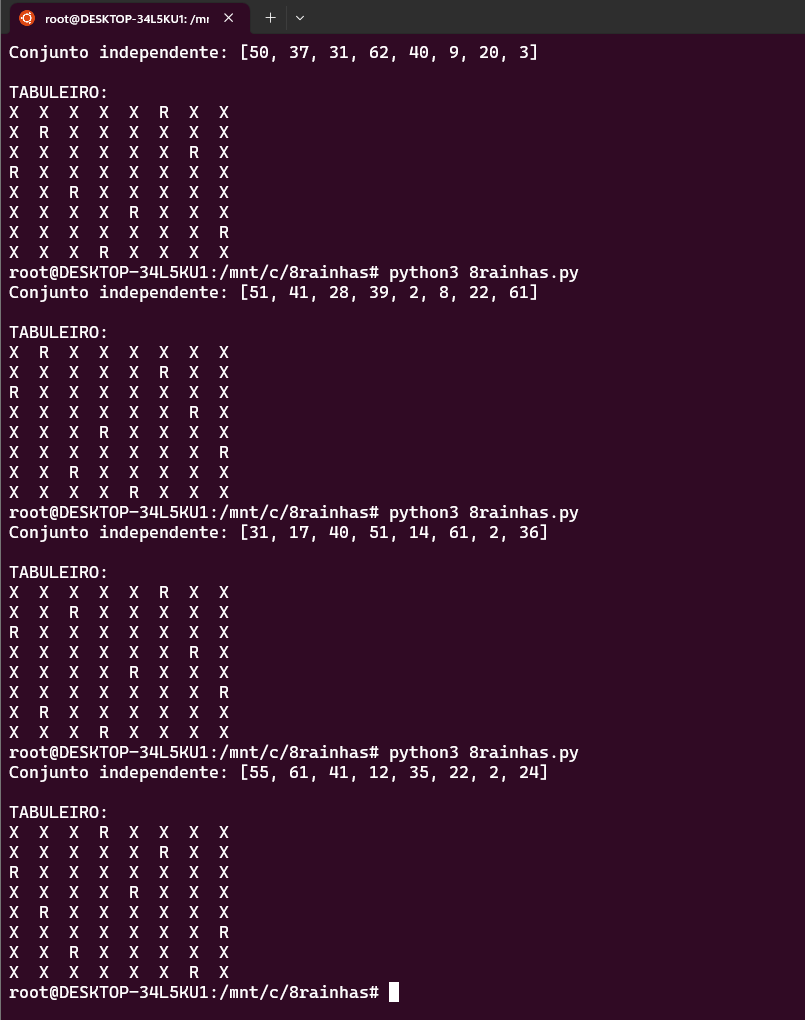 root@DESKTOP-34L5KU1: /mr
Conjunto independente: [50, 37, 31, 62, 40, 9, 20, 3]
TABULEIRO:
X X X X X R X X
X R X X X X X X
X X X X X X R X
R X X X X X X X
X X R X X X X X
X X X X R X X X
X X X X X X X R
X X X R X X X X
root@DESKTOP-34L5KU1:/mnt/c/8rainhas# python3 8rainhas.py
Conjunto independente: [51, 41, 28, 39, 2, 8, 22, 61]
TABULEIRO:
X R X X X X X X
X X X X X R X X
R X X X X X X X
X X X X X X R X
X X X R X X X X
X X X X X X X R
X X R X X X X X
X X X X R X X X
root@DESKTOP-34L5KU1:/mnt/c/8rainhas# python3 8rainhas.py
Conjunto independente: [31, 17, 40, 51, 14, 61, 2, 36]
TABULEIRO:
X X X X X R X X
X X R X X X X X
R X X X X X X X
X X X X X X R X
X X X X R X X X
X X X X X X X R
X R X X X X X X
X X X R X X X X
root@DESKTOP-34L5KU1:/mnt/c/8rainhas# python3 8rainhas.py
Conjunto independente: [55, 61, 41, 12, 35, 22, 2, 24]
TABULEIRO:
X X X R X X X X
X X X X X R X X
R X X X X X X X
X X X X R X X X
X R X X X X X X
X X X X X X X R
X X R X X X X X
X X X X X X R X
root@DESKTOP-34L5KU1:/mnt/c/8rainhas#